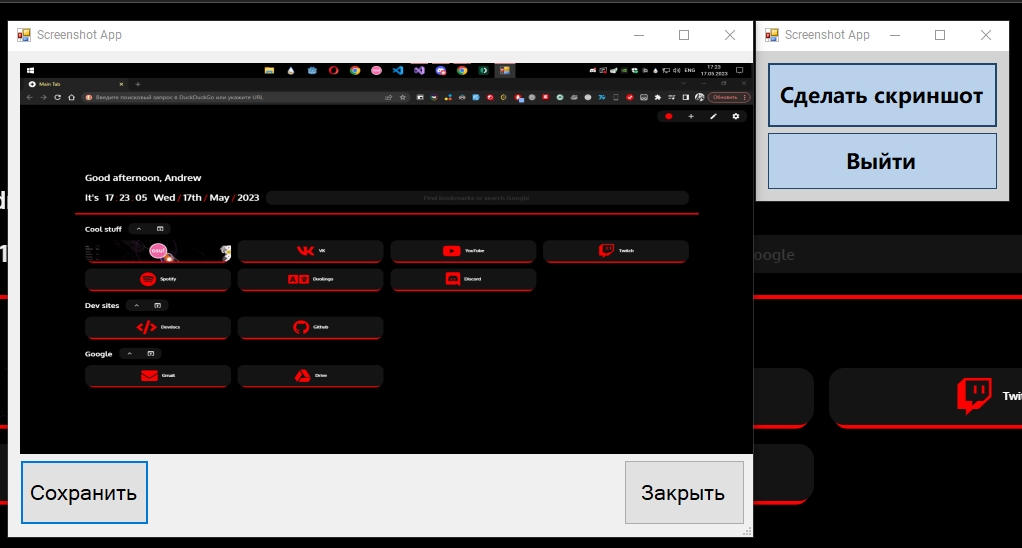 Screenshot App
Screenshot App
Сделать скриншот
Выйти
17:23
ENG
17.05.2023
Main Tab
Введите поисковый запрос в DuckDuckGo или укажите URL
Обновить
Good afternoon, Andrew
It's 17:23:05 Wed/17th/May/2023
Find bookmarks or search Google
oogle
Cool stuff
osu!
VK
YouTube
Twitch
Spotify
Duolingo
Discord
Dev sites
Devdocs
Github
Google
Gmail
Drive
Twi
Сохранить
Закрыть